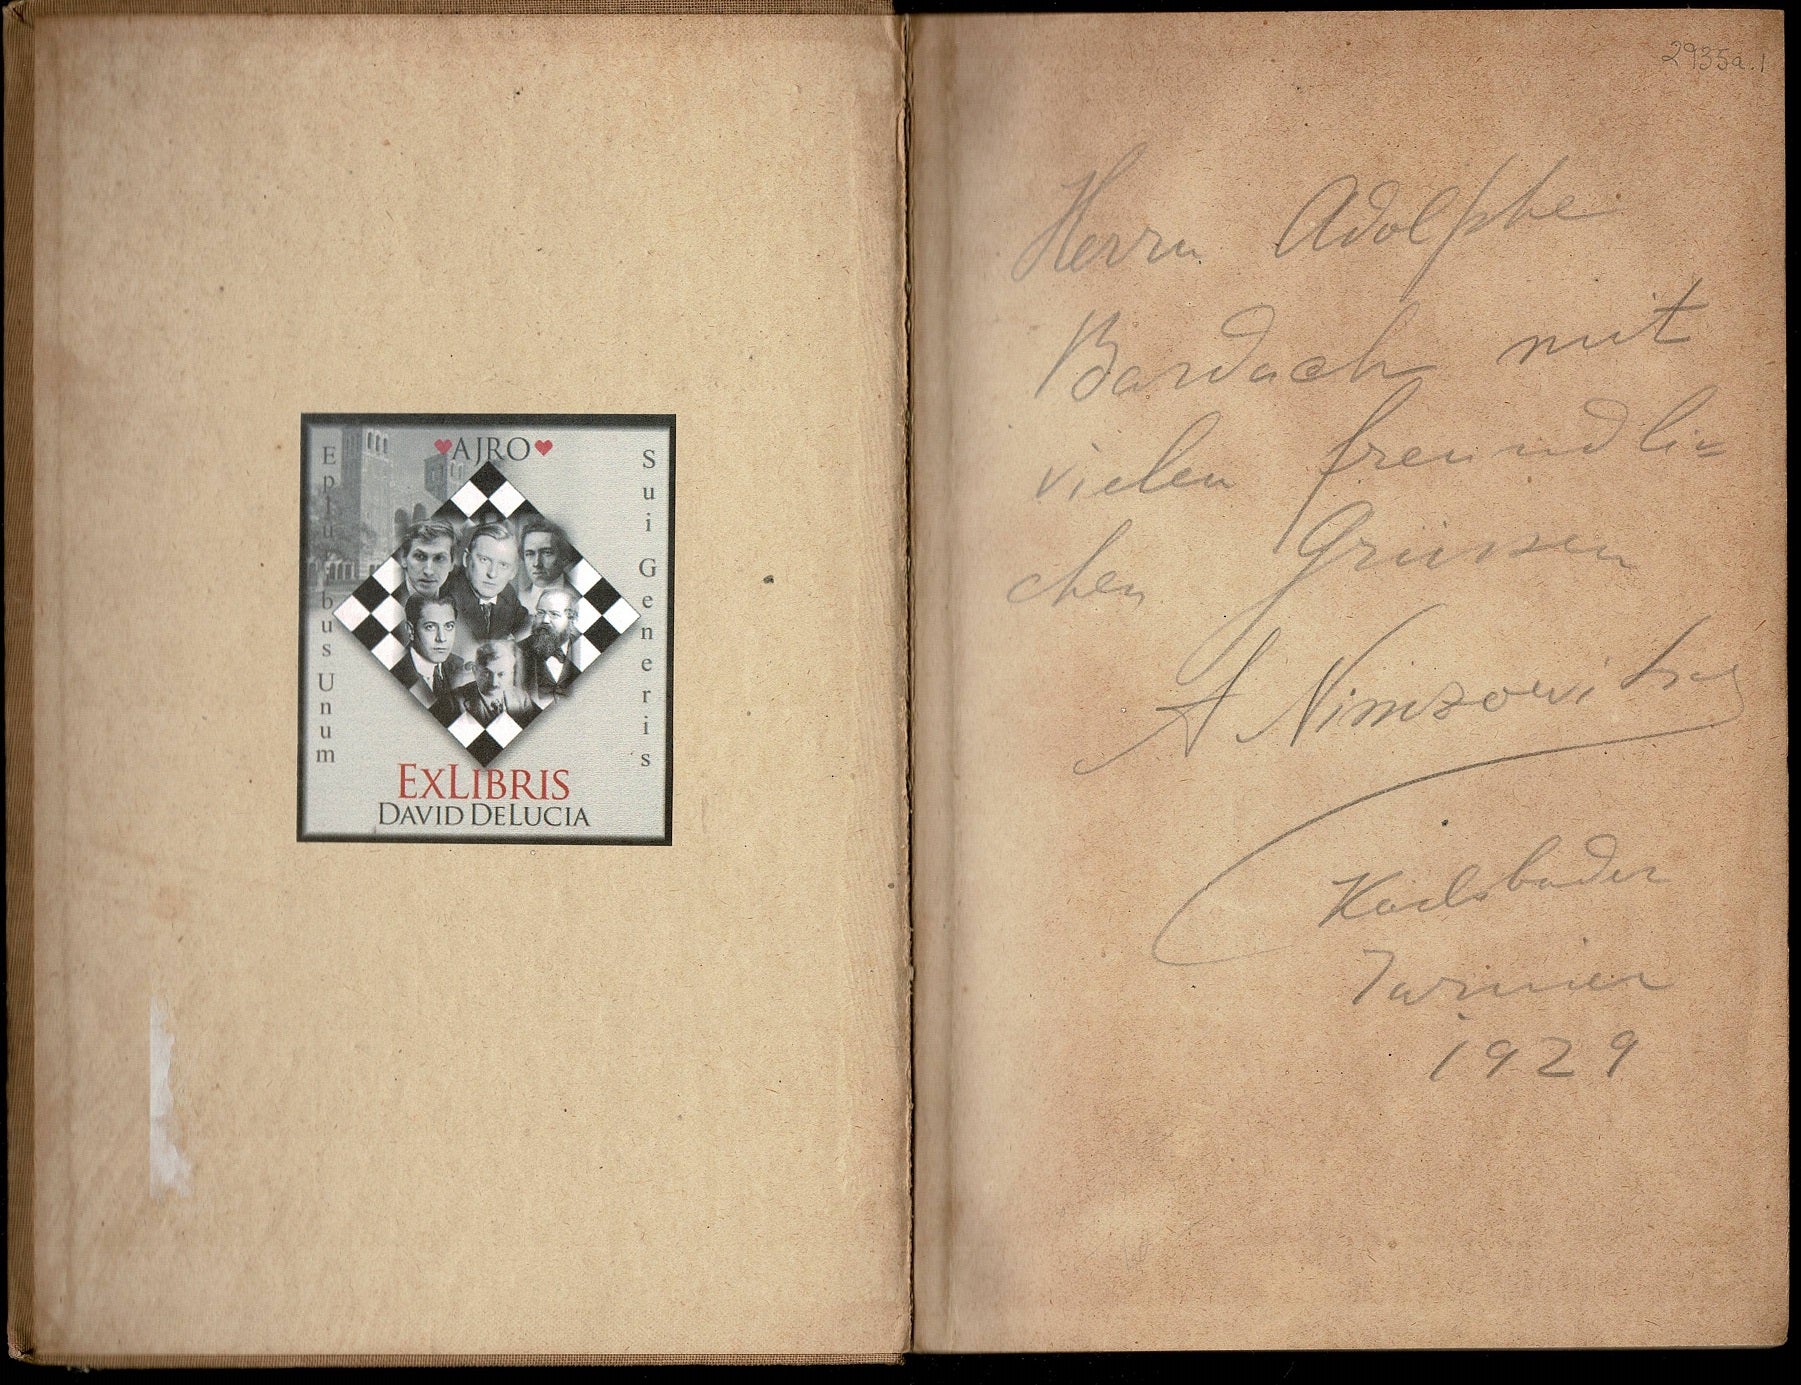 ♥AJRO♥
E pluribus Unum
Sui Generis
EXLIBRIS
DAVID DELUCIA
2935a.1
Herrn Adolphe
Bardach mit
vielen freundli=
chen Grüssen
A Nimzowitsch
Karlsbader
Turnier
1929